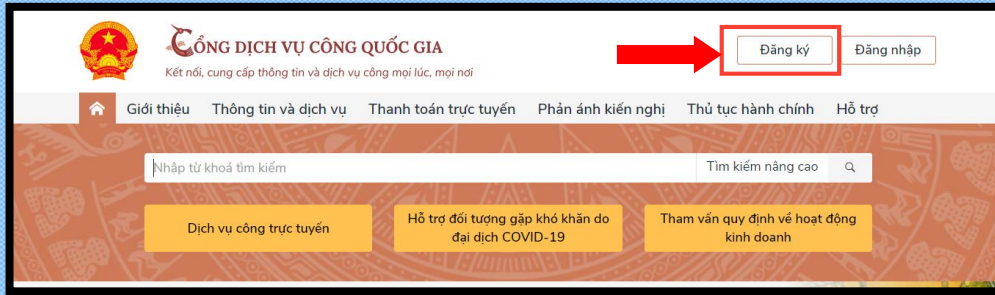 CỔNG DỊCH VỤ CÔNG QUỐC GIA
Kết nối, cung cấp thông tin và dịch vụ công mọi lúc, mọi nơi
Đăng ký
Đăng nhập
Giới thiệu Thông tin và dịch vụ Thanh toán trực tuyến Phản ánh kiến nghị Thủ tục hành chính Hỗ trợ
Nhập từ khoá tìm kiếm
Tìm kiếm nâng cao
Dịch vụ công trực tuyến
Hỗ trợ đối tượng gặp khó khăn do
đại dịch COVID-19
Tham vấn quy định về hoạt động
kinh doanh